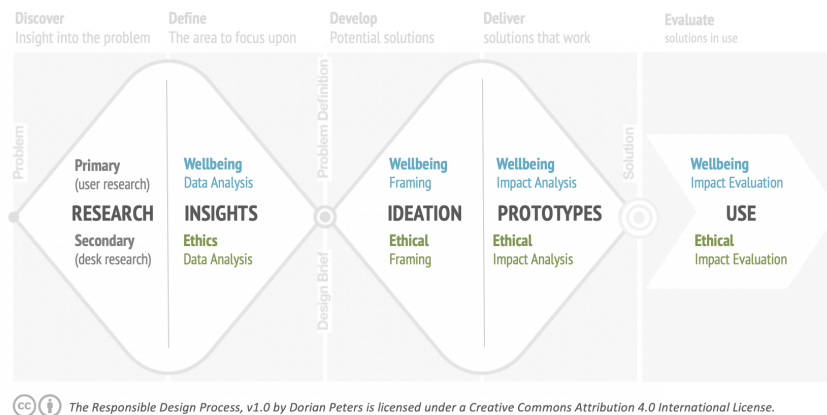 Discover
Insight into the problem
Define
The area to focus upon
Develop
Potential solutions
Deliver
solutions that work
Evaluate
solutions in use
Problem
Primary
(user research)
RESEARCH
Secondary
(desk research)
Wellbeing
Data Analysis
INSIGHTS
Ethics
Data Analysis
Problem Definition
Design Brief
Wellbeing
Framing
IDEATION
Ethical
Framing
Wellbeing
Impact Analysis
PROTOTYPES
Ethical
Impact Analysis
Solution
Wellbeing
Impact Evaluation
USE
Ethical
Impact Evaluation
cc The Responsible Design Process, v1.0 by Dorian Peters is licensed under a Creative Commons Attribution 4.0 International License.